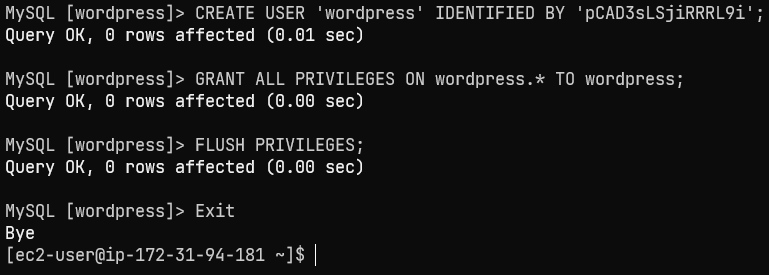 MySQL [wordpress]> CREATE USER 'wordpress' IDENTIFIED BY 'pCAD3sLSjiRRRL9i';
Query OK, 0 rows affected (0.01 sec)
MySQL [wordpress]> GRANT ALL PRIVILEGES ON wordpress.* TO wordpress;
Query OK, 0 rows affected (0.00 sec)
MySQL [wordpress]> FLUSH PRIVILEGES;
Query OK, 0 rows affected (0.00 sec)
MySQL [wordpress]> Exit
Bye
[ec2-user@ip-172-31-94-181 ~]$